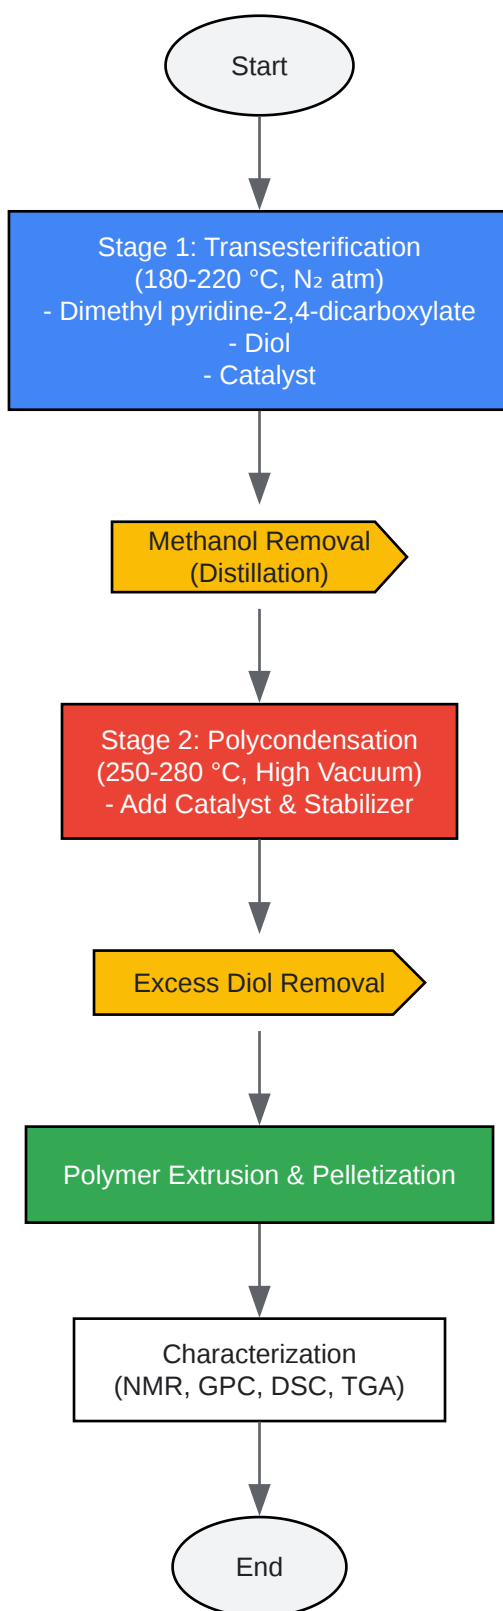 Start
Stage 1: Transesterification
(180-220 °C, N₂ atm)
- Dimethyl pyridine-2,4-dicarboxylate
- Diol
- Catalyst
Methanol Removal
(Distillation)
Stage 2: Polycondensation
(250-280 °C, High Vacuum)
- Add Catalyst & Stabilizer
Excess Diol Removal
Polymer Extrusion & Pelletization
Characterization
(NMR, GPC, DSC, TGA)
End